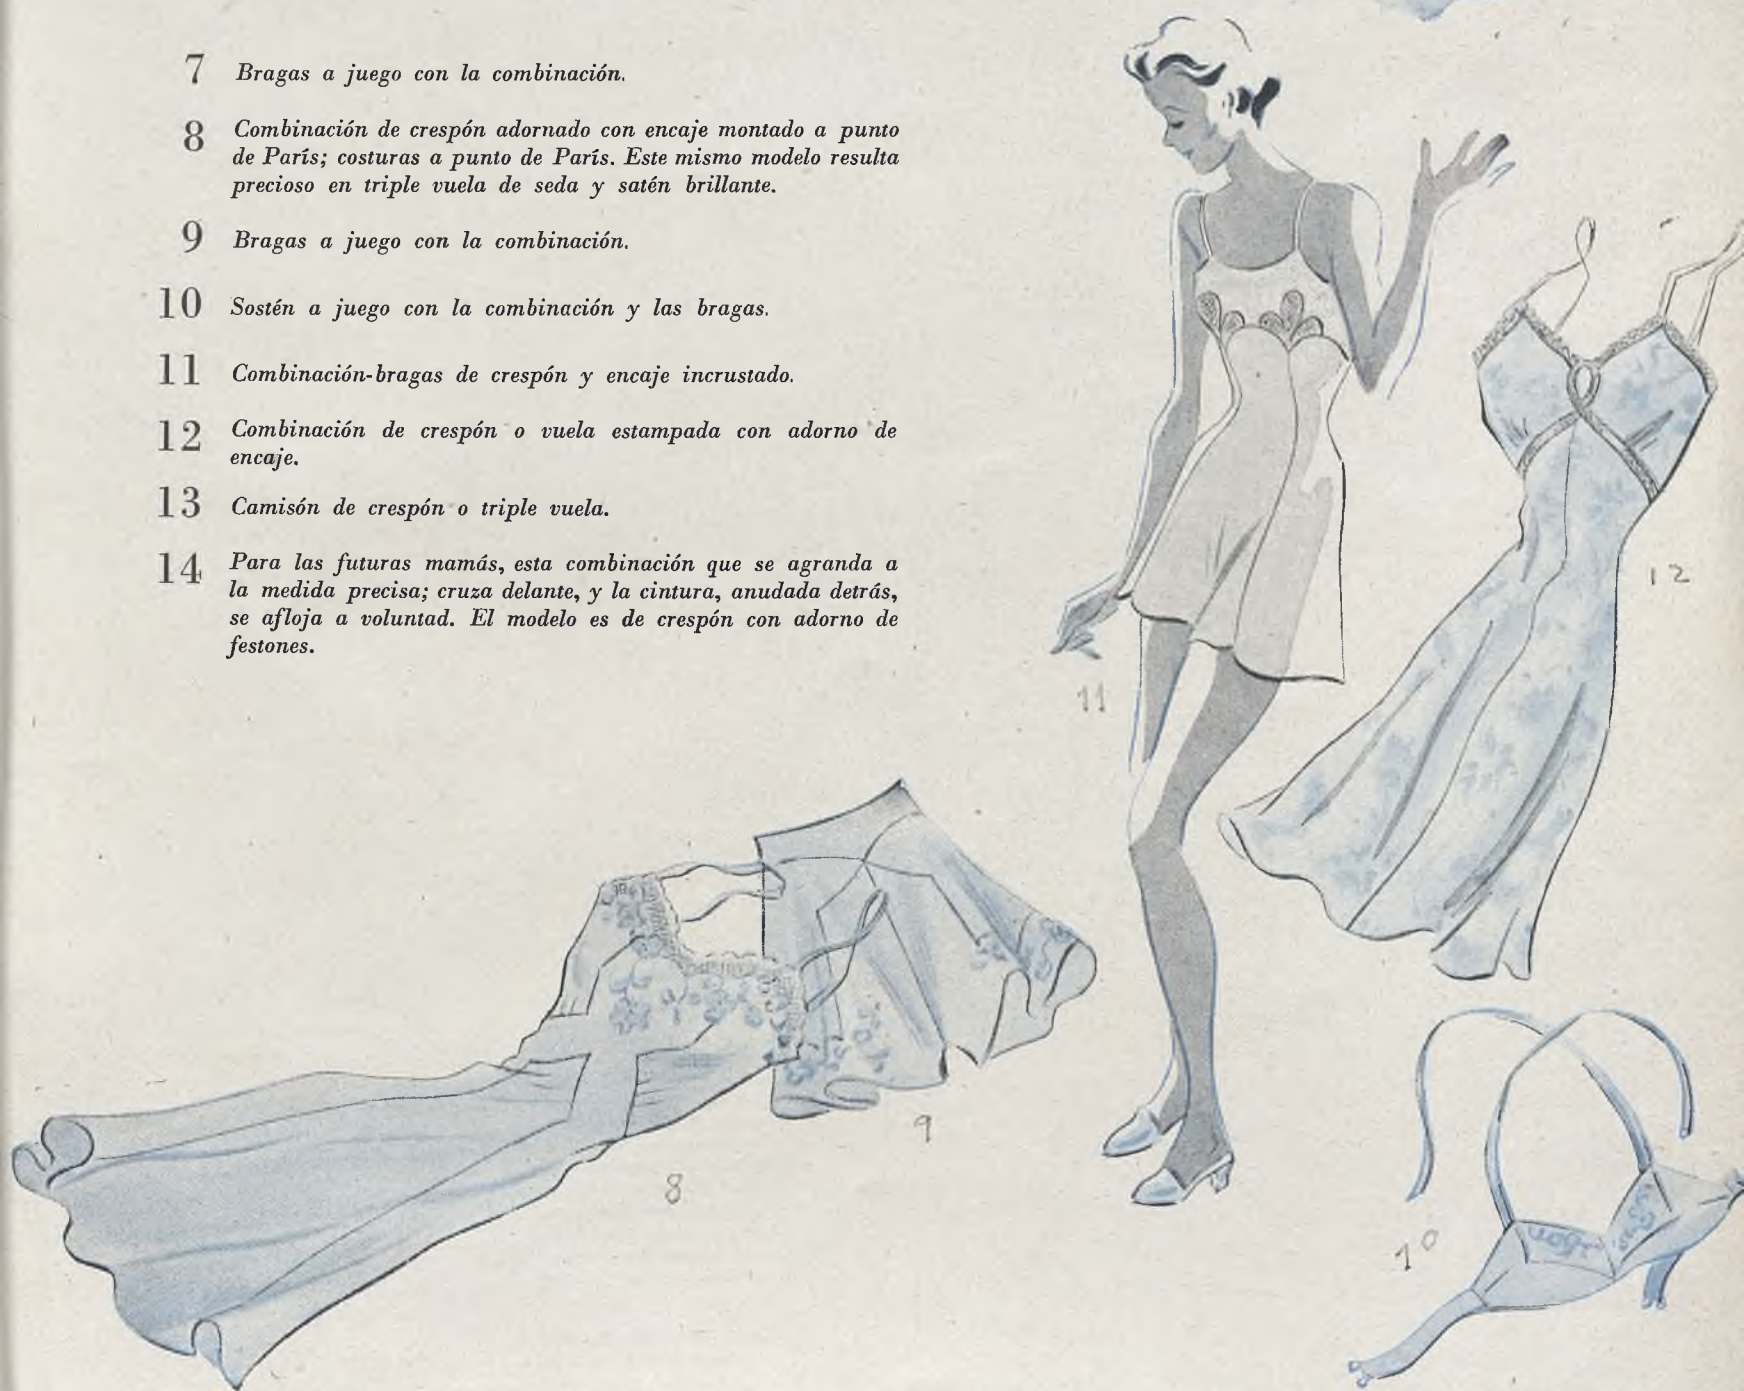 7 Bragas a juego con la combinación.
8 Combinación de crespón adornado con encaje montado a punto
de París; costuras a punto de París. Este mismo modelo resulta
precioso en triple vuela de seda y satén brillante.
9 Bragas a juego con la combinación.
10 Sostén a juego con la combinación y las bragas.
11 Combinación-bragas de crespón y encaje incrustado.
12 Combinación de crespón o vuela estampada con adorno de
encaje.
13 Camisón de crespón o triple vuela.
14 Para las futuras mamás, esta combinación que se agranda a
la medida precisa; cruza delante, y la cintura, anudada detrás,
se afloja a voluntad. El modelo es de crespón con adorno de
festones.
12
11
9
8
10